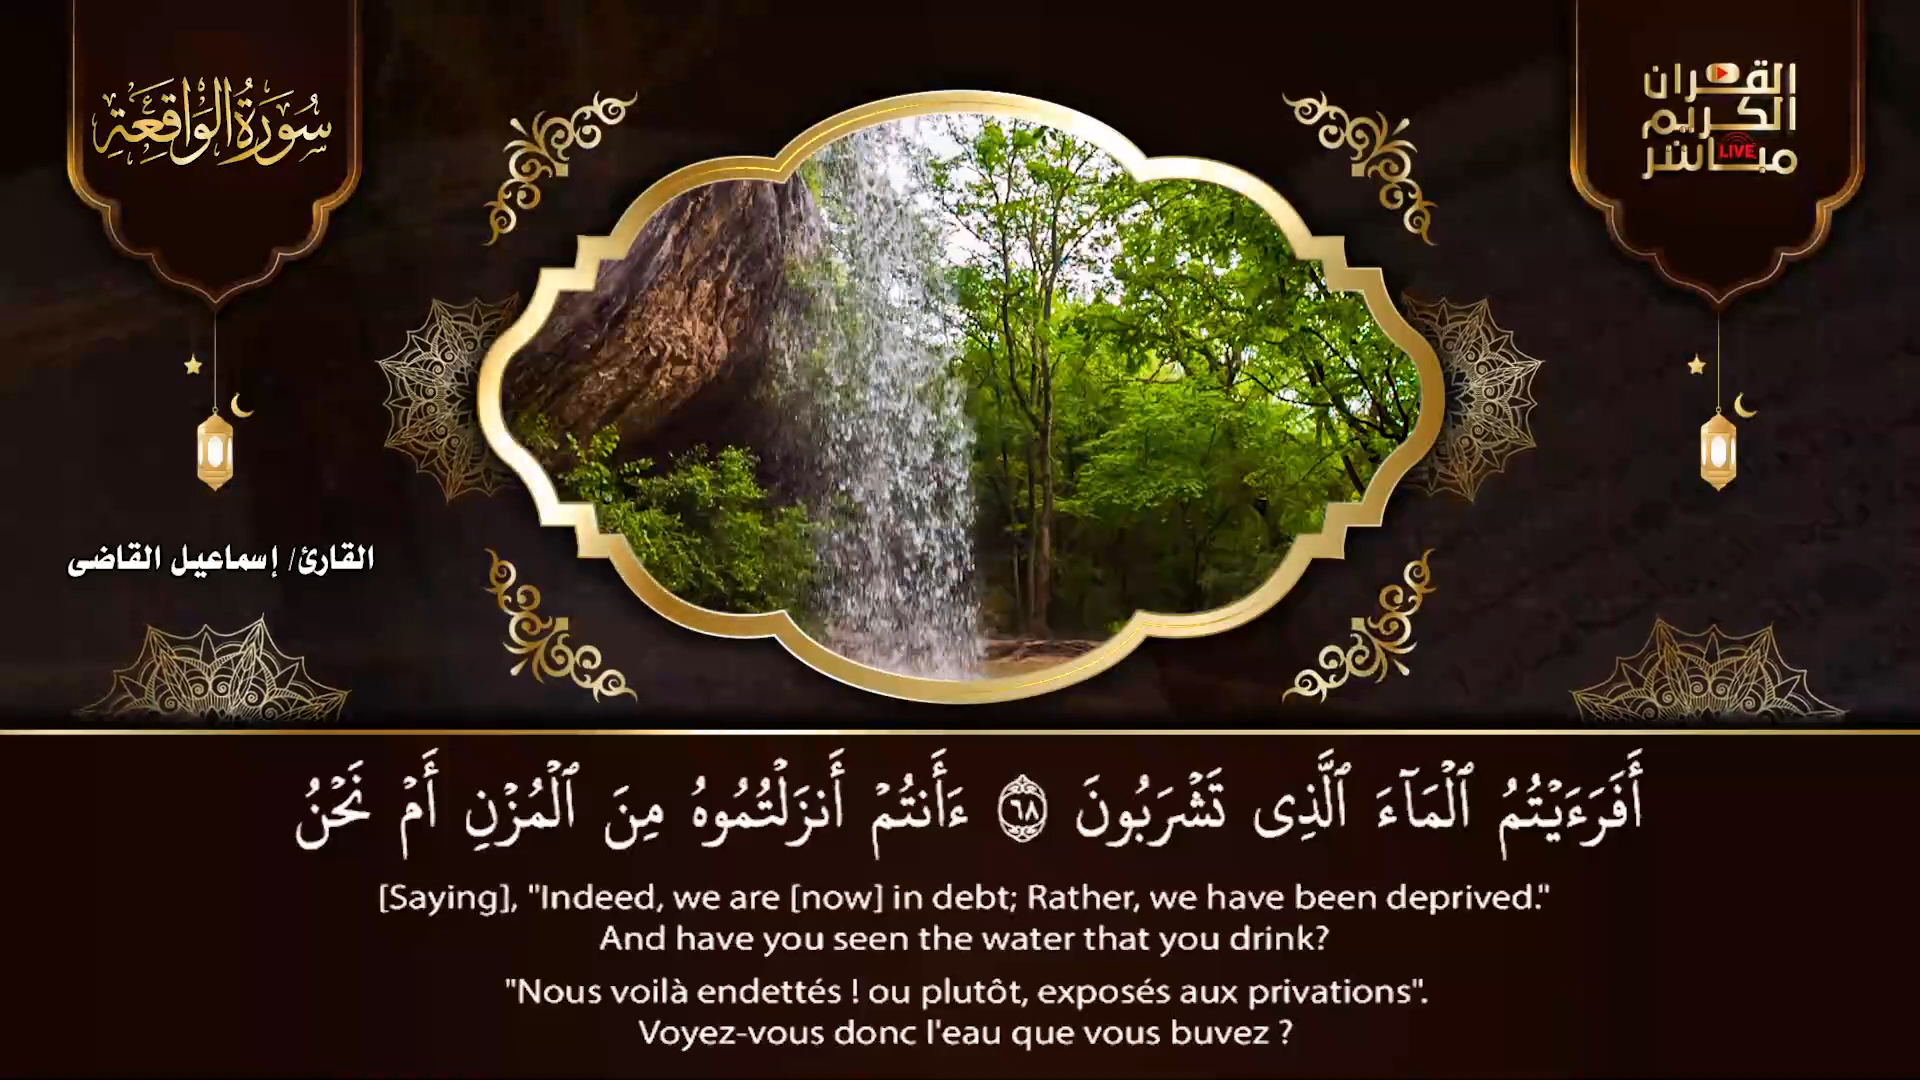 سُورَةُ الوَاقِعَةِ
القرآن
الكريم
مباشر
LIVE
القارئ/ إسماعيل القاضى
أَفَرَءَيْتُمُ ٱلْمَآءَ ٱلَّذِى تَشْرَبُونَ ٦٨ ءَأَنتُمْ أَنزَلْتُمُوهُ مِنَ ٱلْمُزْنِ أَمْ نَحْنُ
[Saying], "Indeed, we are [now] in debt; Rather, we have been deprived."
And have you seen the water that you drink?
"Nous voilà endettés ! ou plutôt, exposés aux privations".
Voyez-vous donc l'eau que vous buvez ?